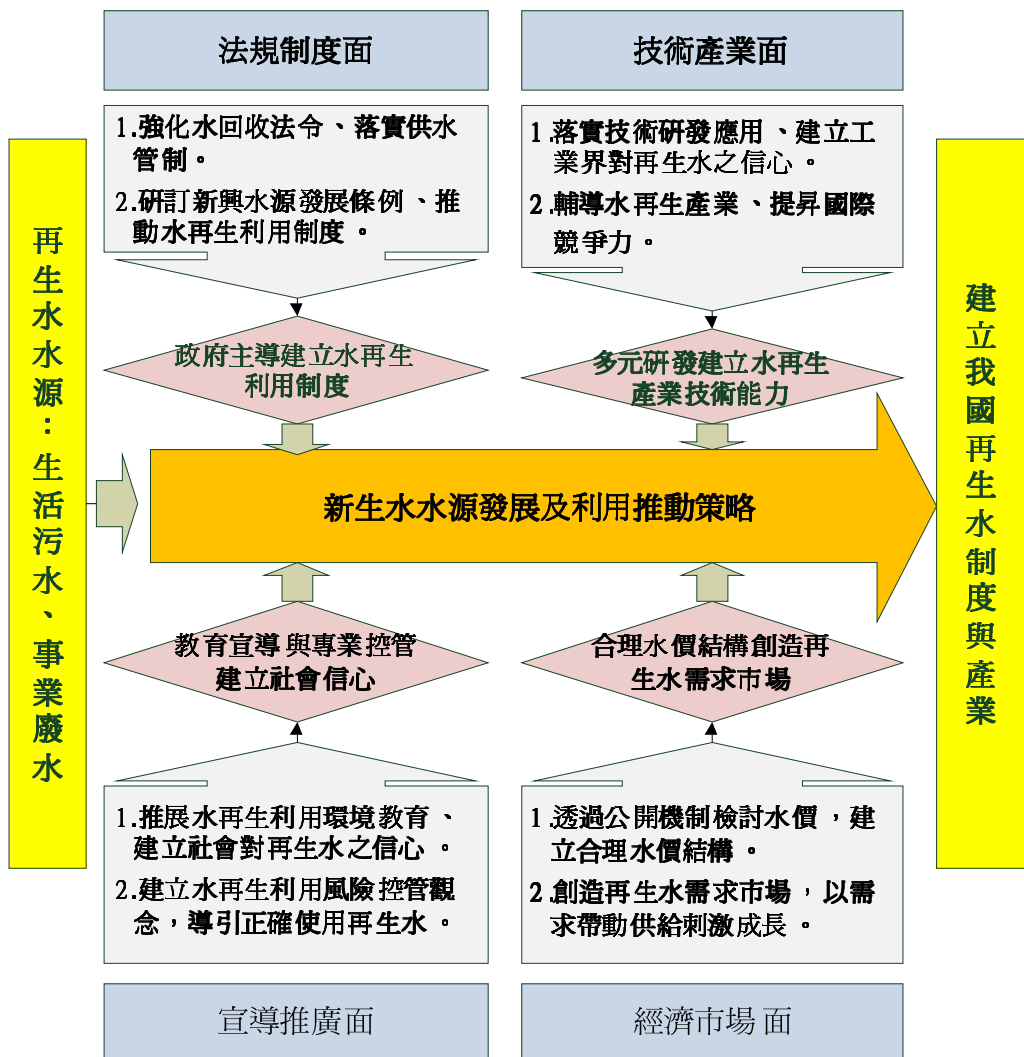 法規制度面
技術產業面
1.強化水回收法令、落實供水
管制。
2.研訂新興水源發展條例、推
動水再生利用制度。
1.落實技術研發應用、建立工
業界對再生水之信心。
2.輔導水再生產業、提昇國際
競爭力。
政府主導建立水再生
利用制度
多元研發建立水再生
產業技術能力
再生水水源：生活污水、事業廢水
新生水水源發展及利用推動策略
建立我國再生水制度與產業
教育宣導與專業控管
建立社會信心
合理水價結構創造再
生水需求市場
1.推展水再生利用環境教育、
建立社會對再生水之信心。
2.建立水再生利用風險控管觀
念，導引正確使用再生水。
1.透過公開機制檢討水價，建
立合理水價結構。
2.創造再生水需求市場，以需
求帶動供給刺激成長。
宣導推廣面
經濟市場面